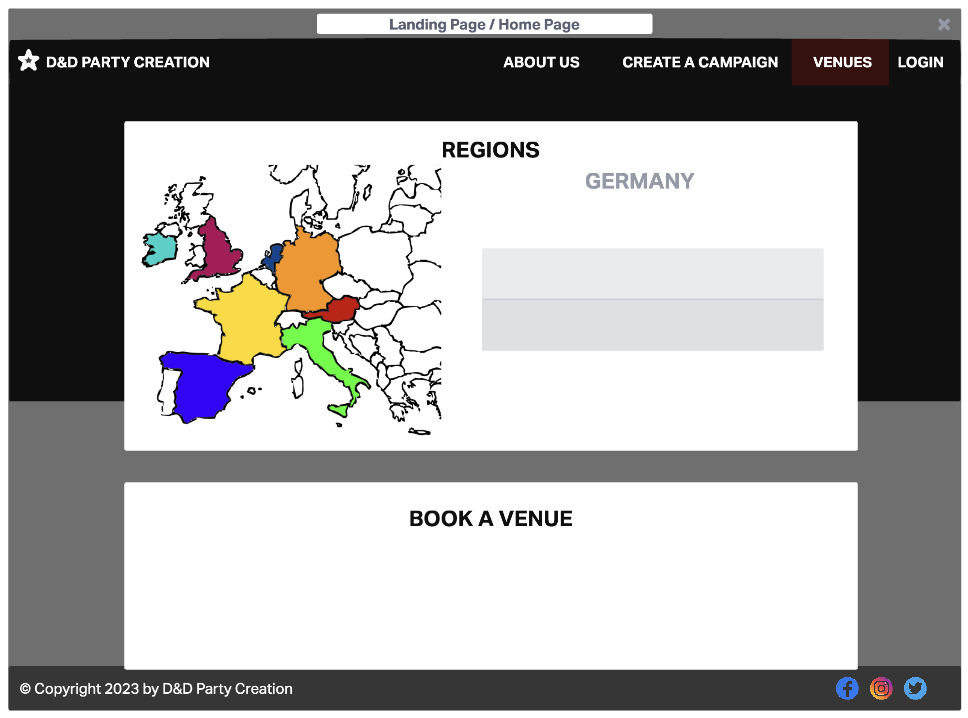 Landing Page / Home Page
D&D PARTY CREATION
ABOUT US
CREATE A CAMPAIGN
VENUES
LOGIN
REGIONS
GERMANY
BOOK A VENUE
© Copyright 2023 by D&D Party Creation